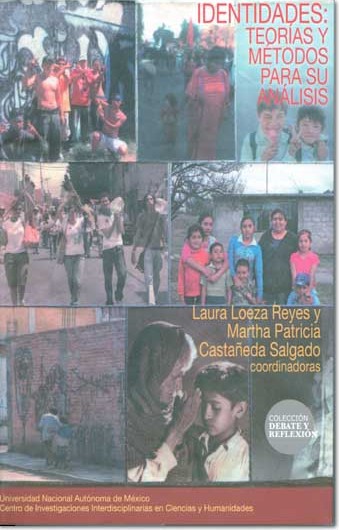 IDENTIDADES:
TEORÍAS Y
MÉTODOS
PARA SU
ANÁLISIS
Laura Loeza Reyes y
Martha Patricia
Castañeda Salgado
coordinadoras
COLECCIÓN
DEBATE Y
REFLEXIÓN
Universidad Nacional Autónoma de México
Centro de Investigaciones Interdisciplinarias en Ciencias y Humanidades